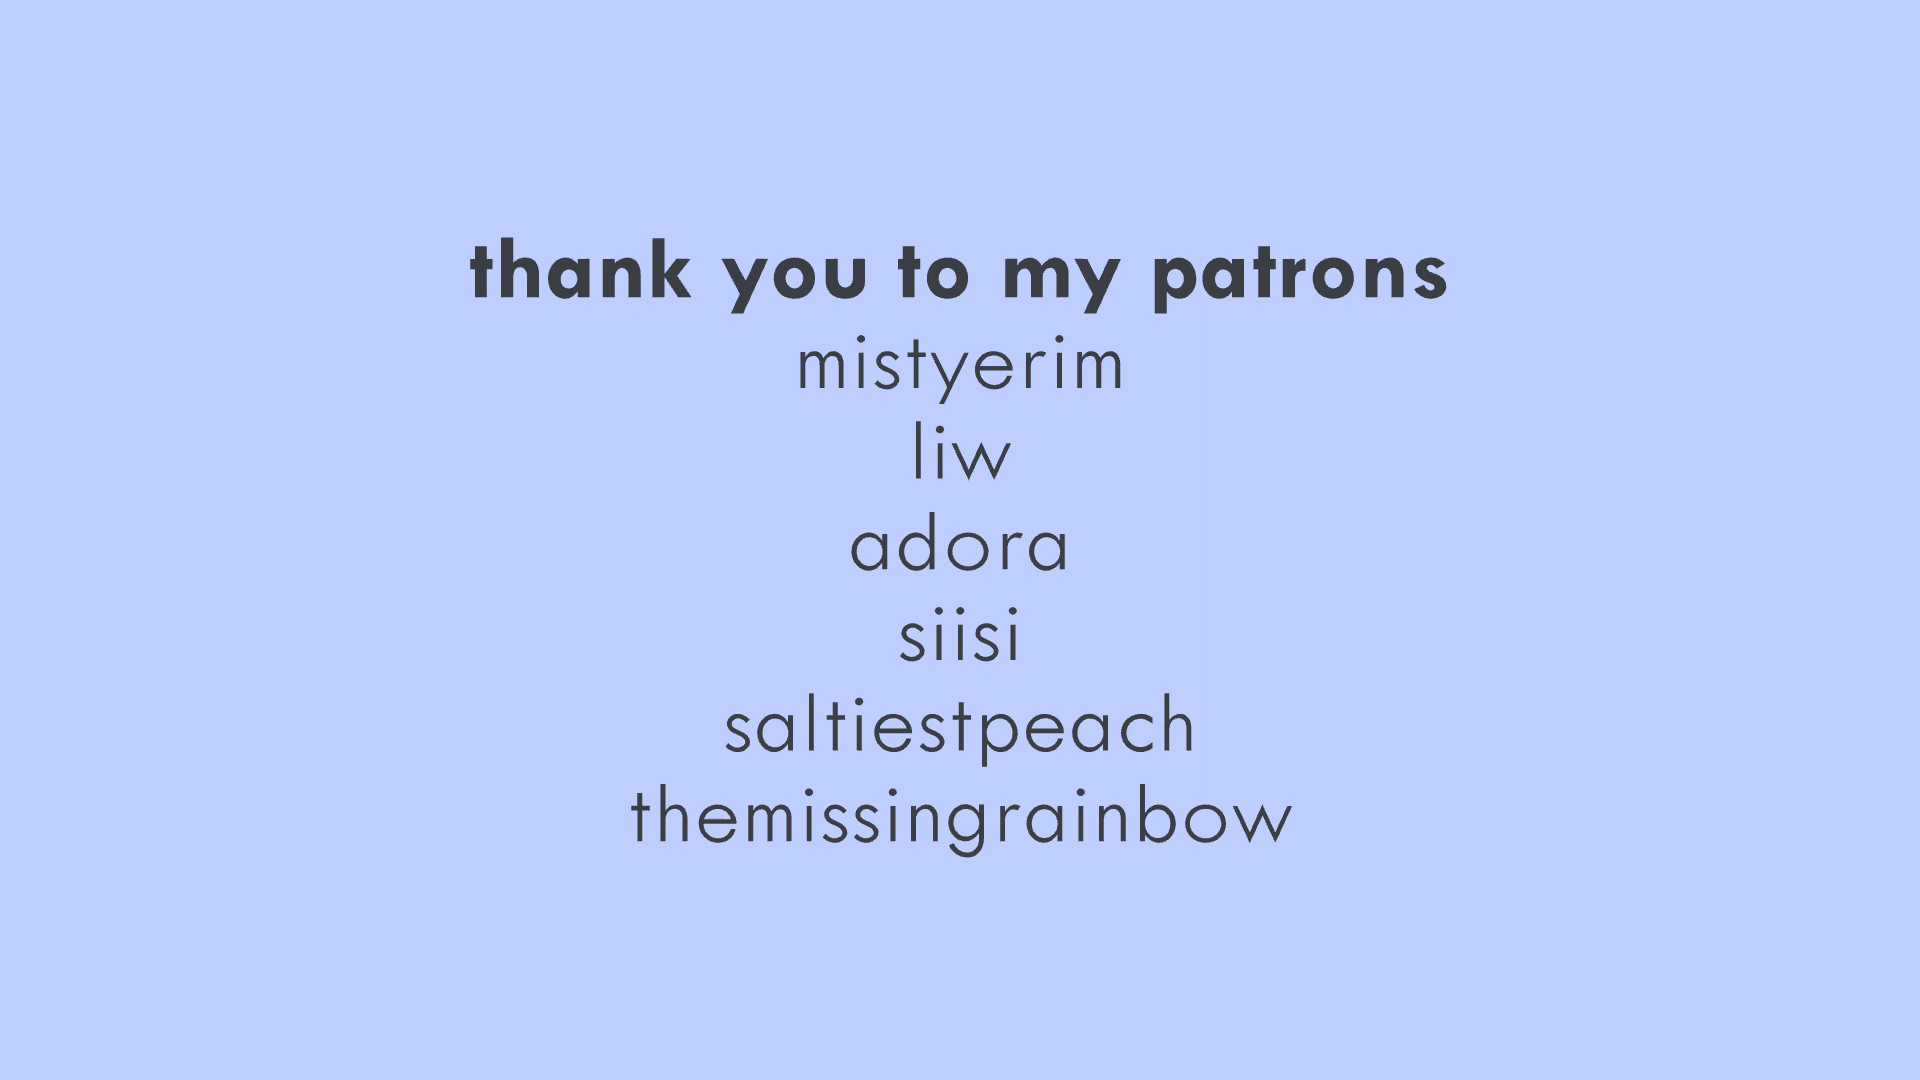 thank you to my patrons
mistyerim
liw
adora
siisi
saltiestpeach
themissingrainbow